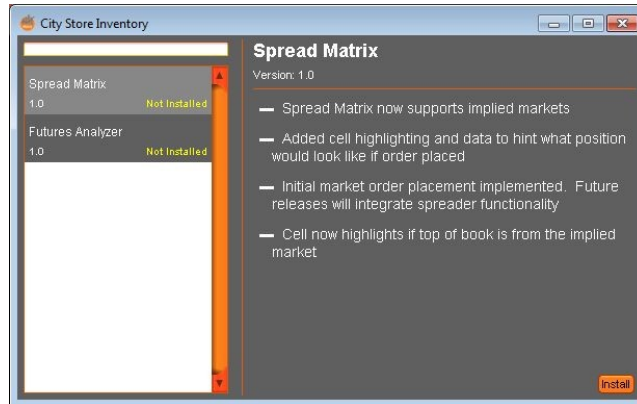 City Store Inventory
Spread Matrix
1.0 Not Installed
Futures Analyzer
1.0 Not Installed
Spread Matrix
Version: 1.0
— Spread Matrix now supports implied markets
— Added cell highlighting and data to hint what position
would look like if order placed
— Initial market order placement implemented. Future
releases will integrate spreader functionality
— Cell now highlights if top of book is from the implied
market
Install